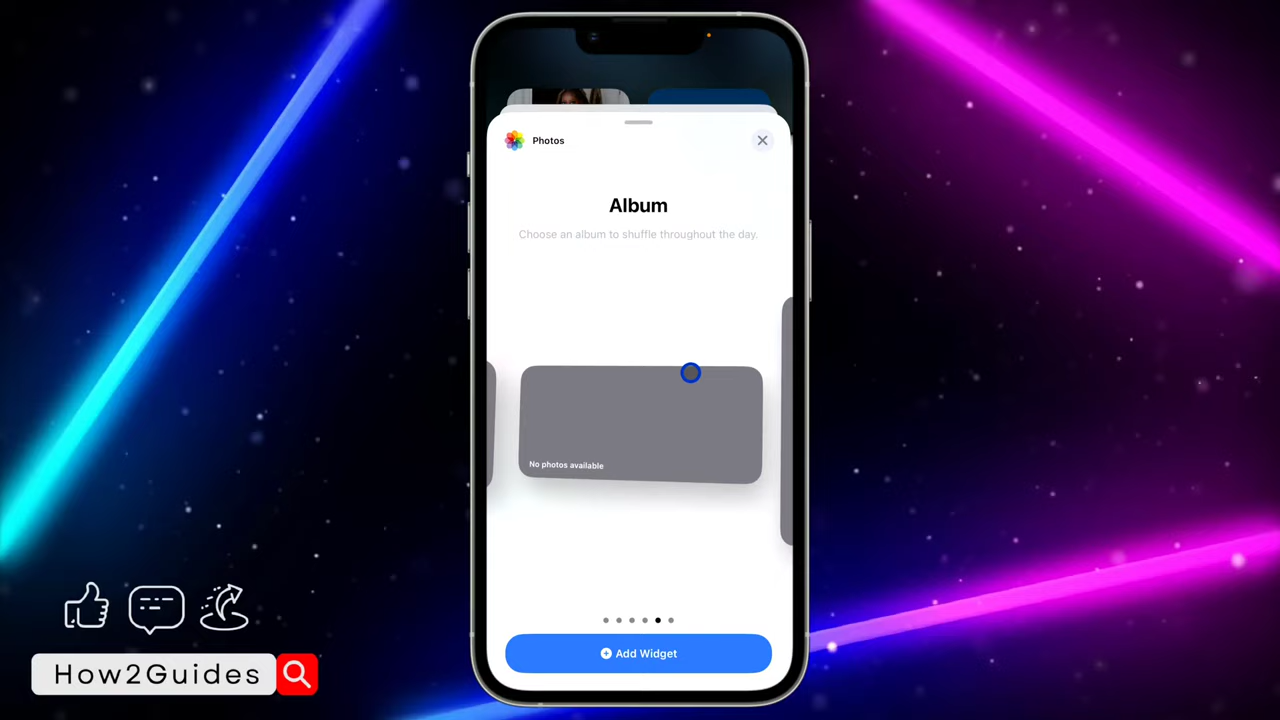 Photos
Album
Choose an album to shuffle throughout the day.
No photos available
Add Widget
How2Guides